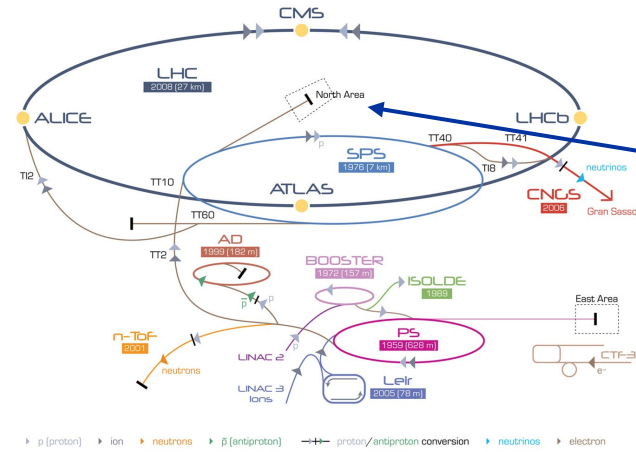 CMS
LHC
2008 (27 km)
North Area
ALICE
LHCb
TT40
TT41
SPS
1976 (7 km)
p
TI2
TT10
TI8
neutrinos
ATLAS
CNGS
2006
Gran Sasso
TT60
AD
1999 (182 m)
TT2
BOOSTER
1972 (157 m)
ISOLDE
1989
p̄
p
East Area
n-ToF
2001
neutrons
p
LINAC 2
PS
1959 (628 m)
CTF-3
e⁻
LINAC 3
Ions
LeIr
2005 (78 m)
p (proton)
ion
neutrons
p̄ (antiproton)
proton/antiproton conversion
neutrinos
electron